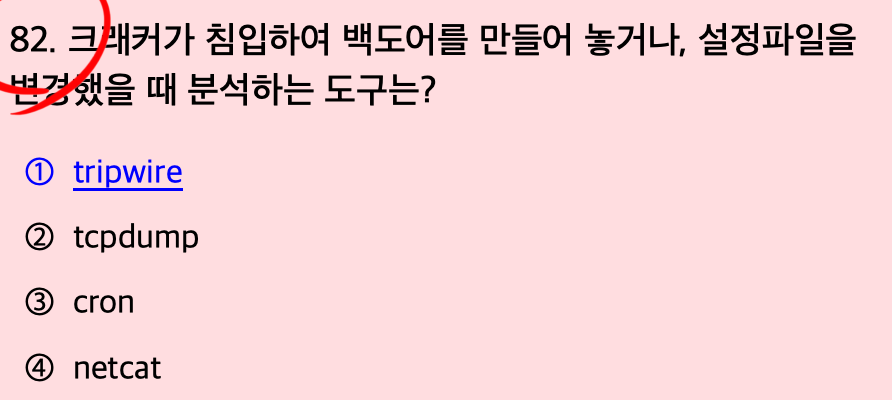 82. 크래커가 침입하여 백도어를 만들어 놓거나, 설정파일을
변경했을 때 분석하는 도구는?
① tripwire
② tcpdump
③ cron
④ netcat